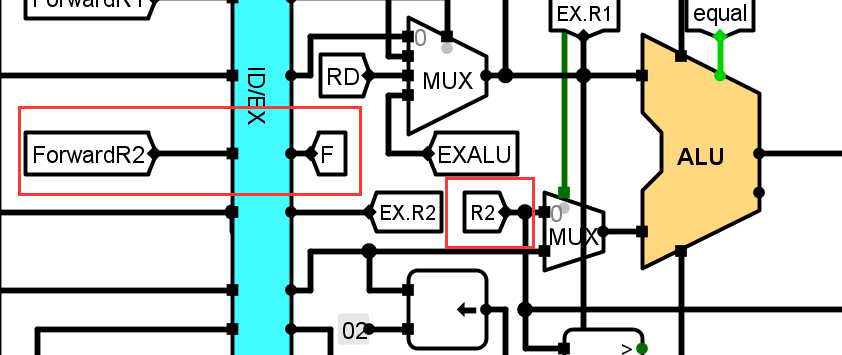 ForwardR1
EX.R1
equal
0
ID/EX
RD
MUX
ForwardR2
F
EXALU
ALU
EX.R2
R2
0
MUX
02
>